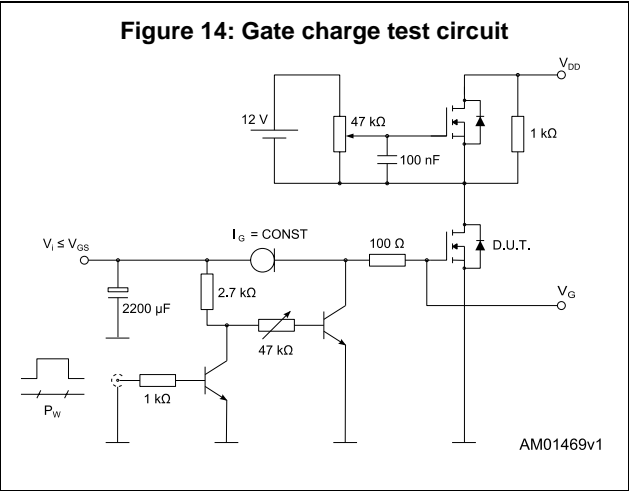 Figure 14: Gate charge test circuit
V_DD
12 V
47 kΩ
1 kΩ
100 nF
V_i ≤ V_GS
I_G = CONST
100 Ω
D.U.T.
2.7 kΩ
2200 μF
V_G
47 kΩ
1 kΩ
P_W
AM01469v1